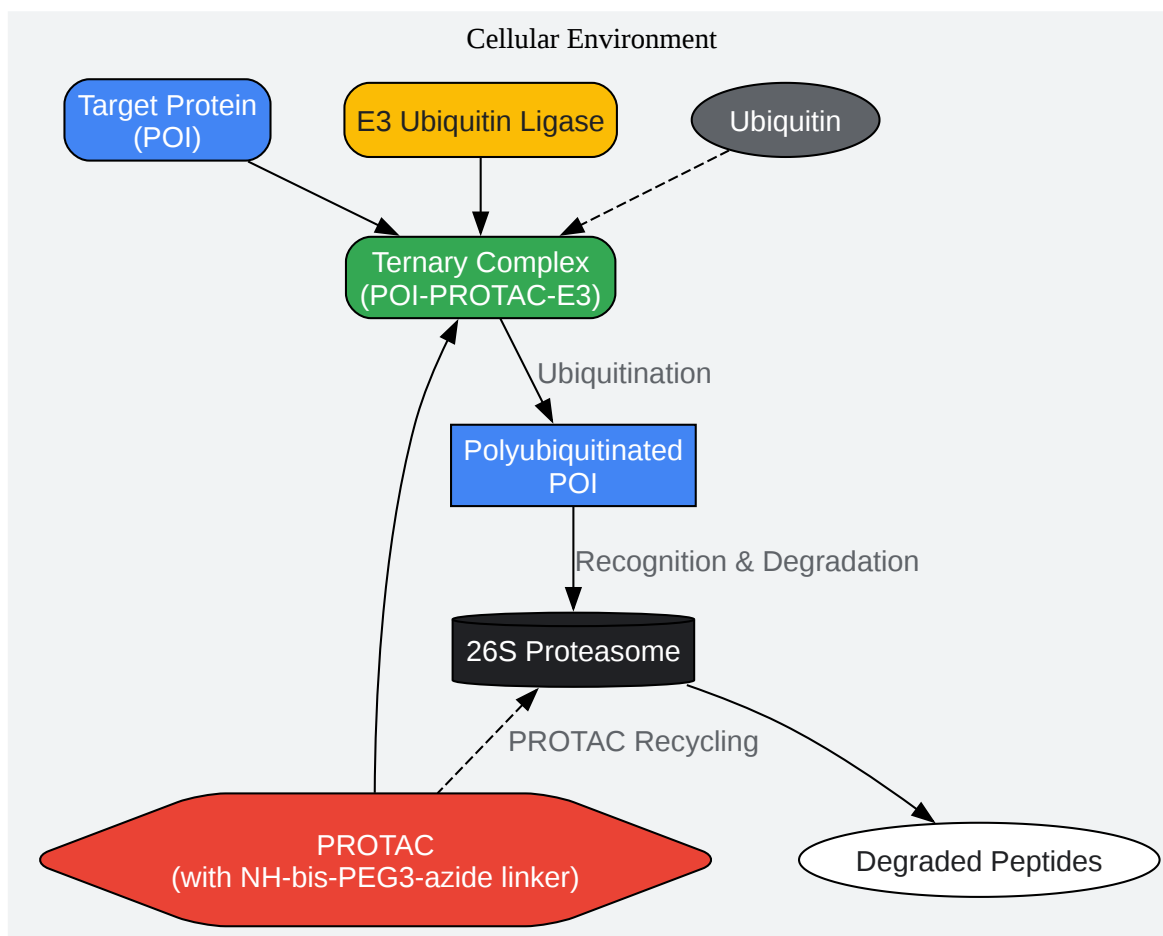 Cellular Environment
Target Protein
(POI)
E3 Ubiquitin Ligase
Ubiquitin
Ternary Complex
(POI-PROTAC-E3)
Ubiquitination
Polyubiquitinated
POI
Recognition & Degradation
26S Proteasome
PROTAC Recycling
PROTAC
(with NH-bis-PEG3-azide linker)
Degraded Peptides